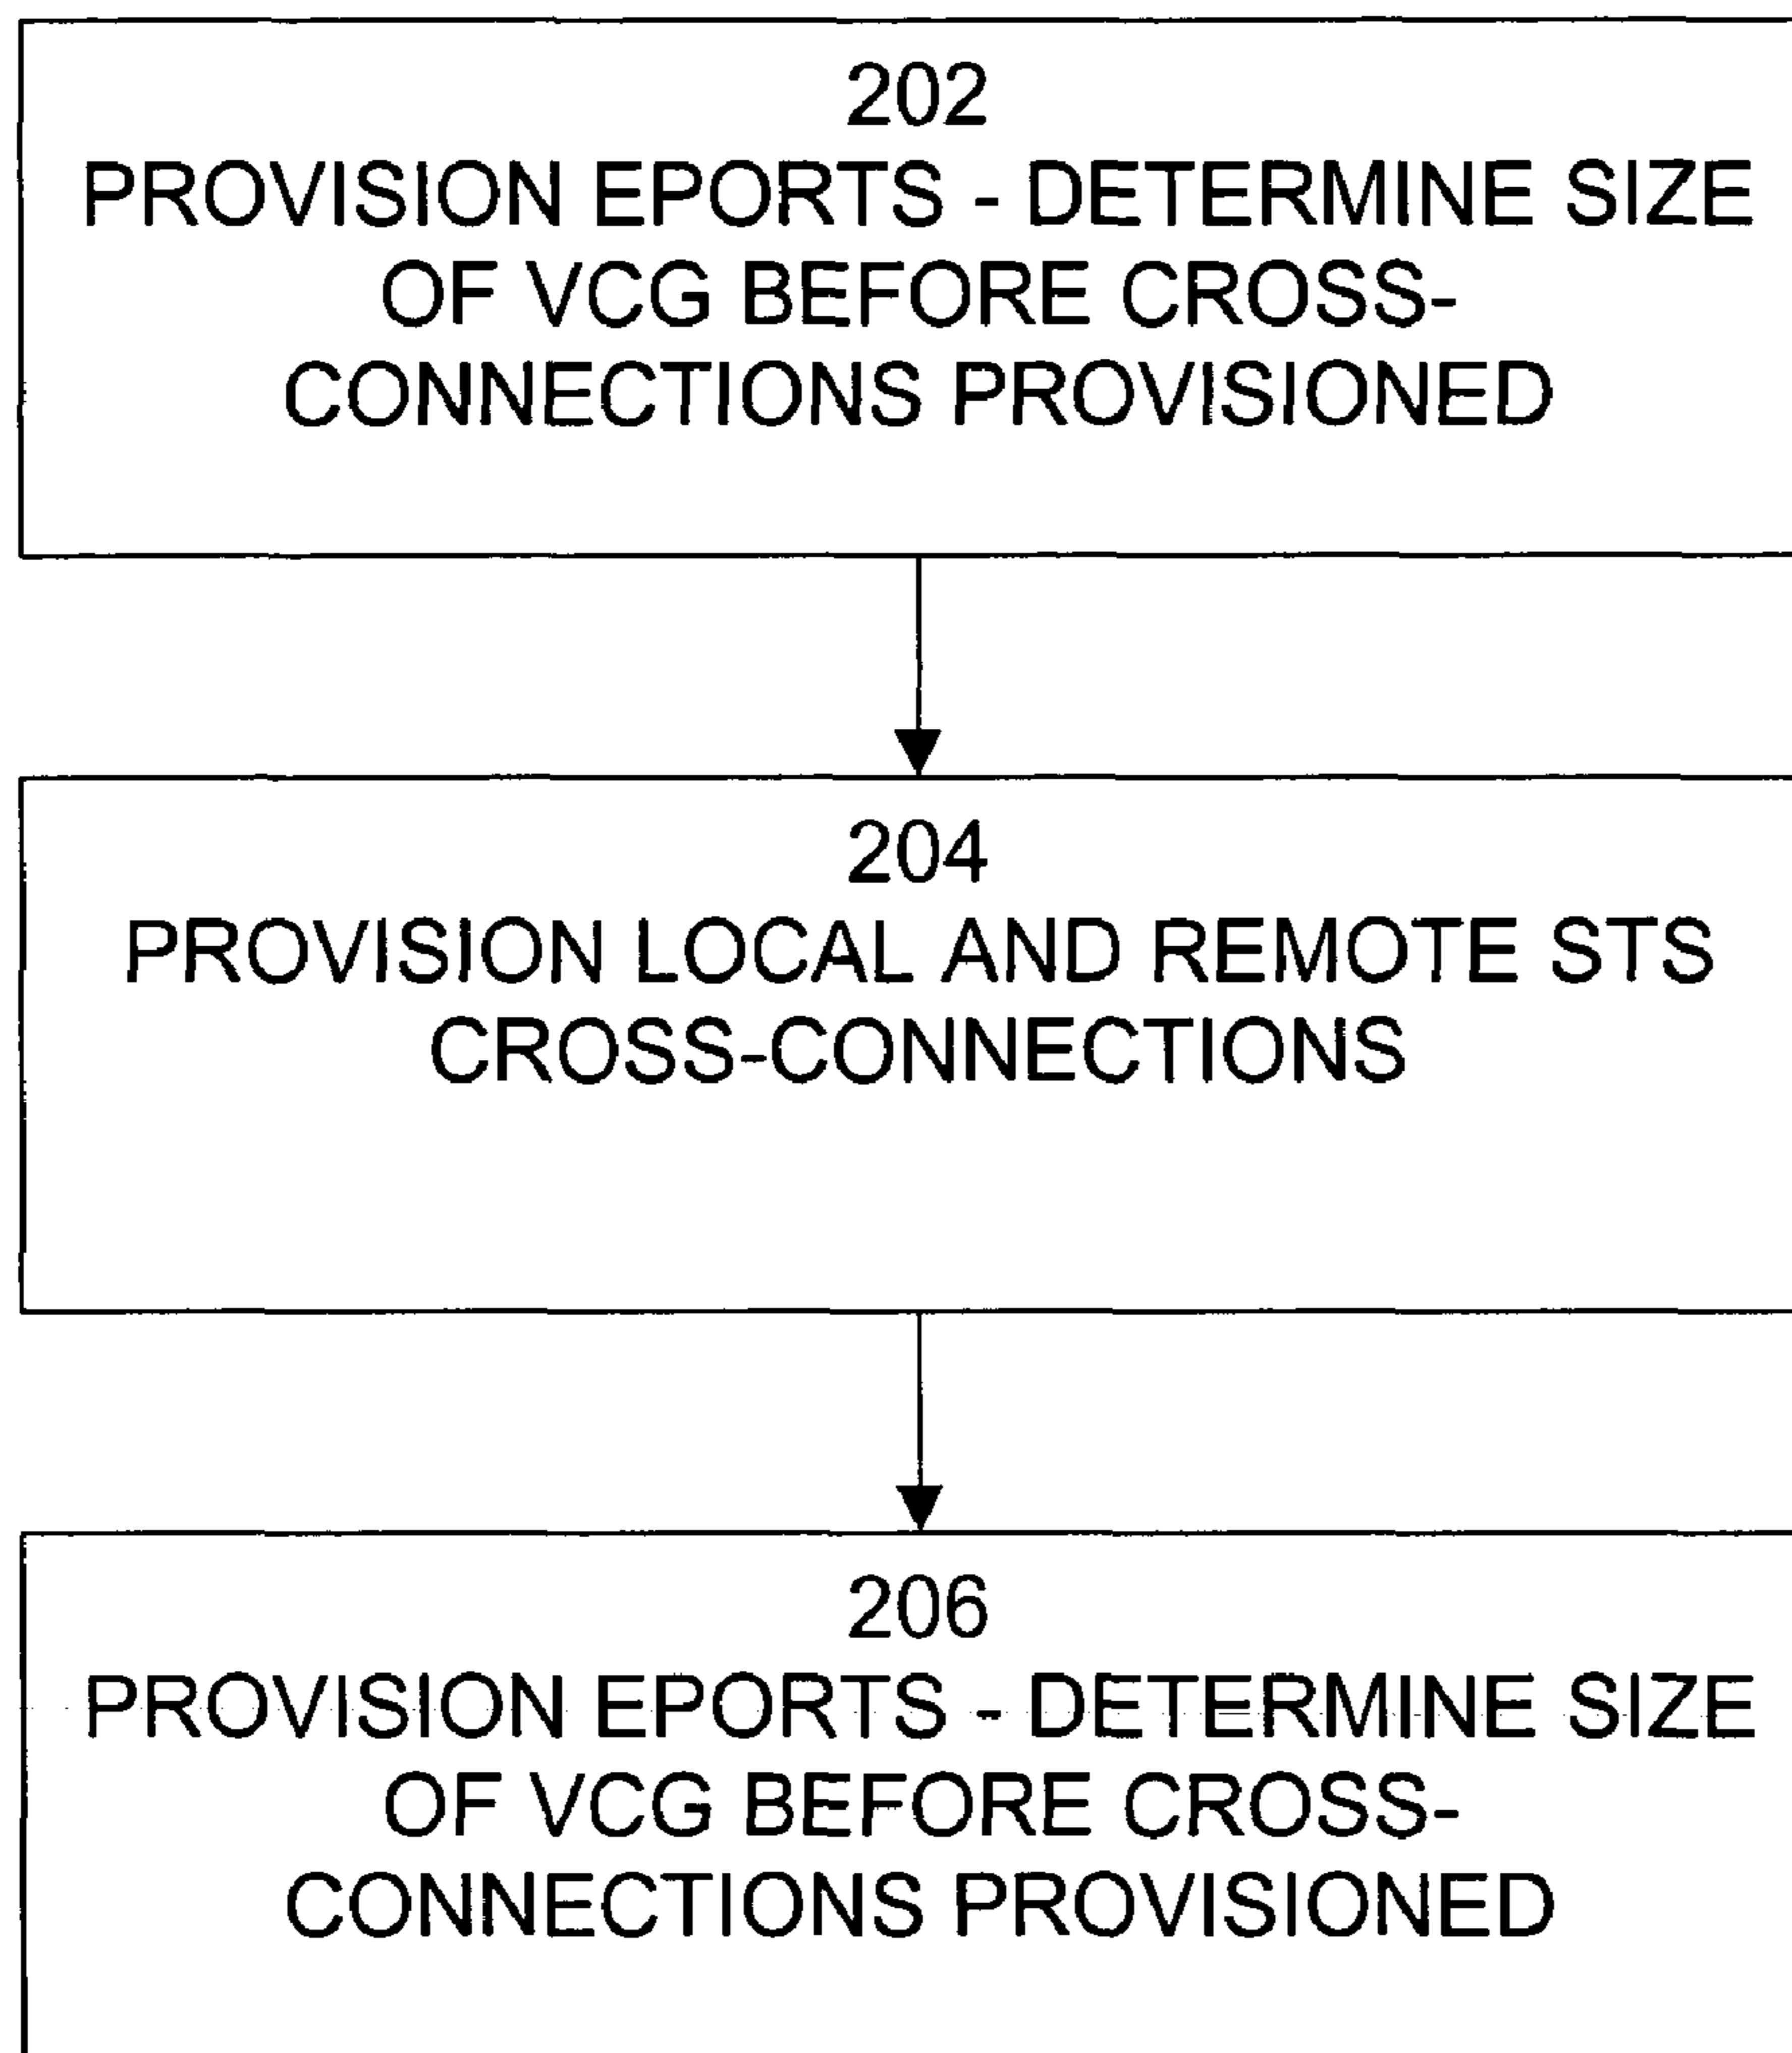 202
PROVISION EPORTS - DETERMINE SIZE
OF VCG BEFORE CROSS-
CONNECTIONS PROVISIONED
204
PROVISION LOCAL AND REMOTE STS
CROSS-CONNECTIONS
206
PROVISION EPORTS - DETERMINE SIZE
OF VCG BEFORE CROSS-
CONNECTIONS PROVISIONED